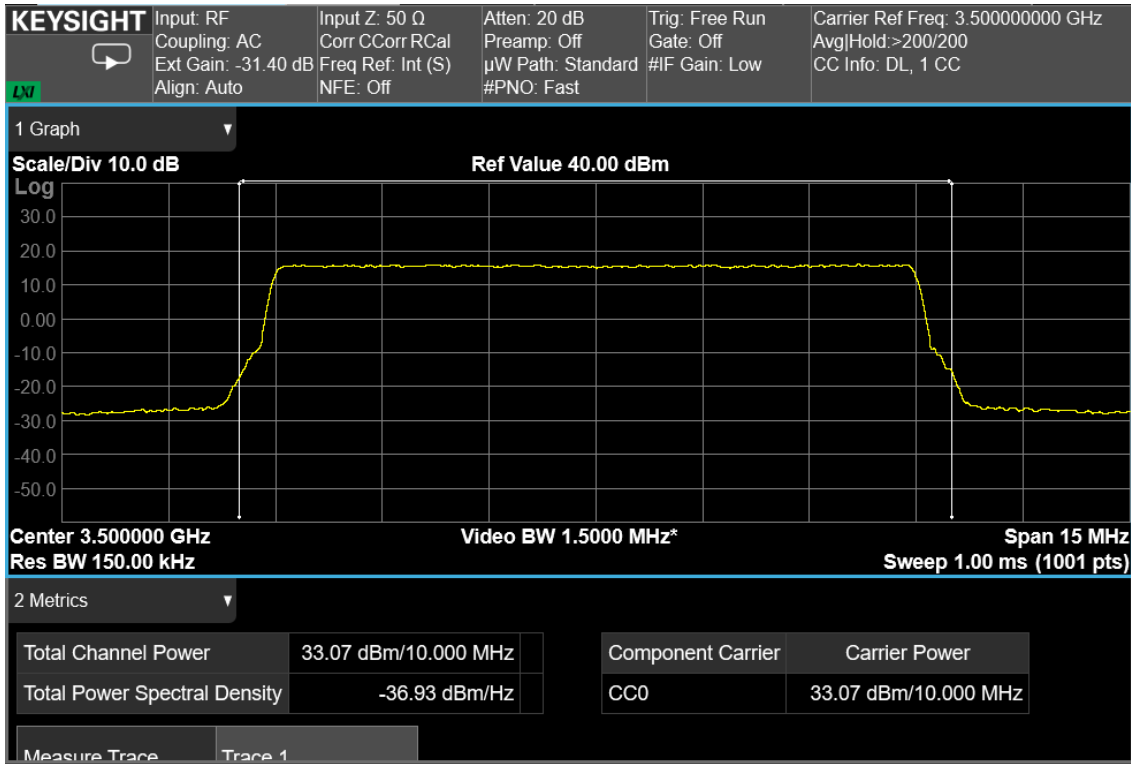 KEYSIGHT
LXI
Input: RF
Coupling: AC
Ext Gain: -31.40 dB
Align: Auto
Input Z: 50 Ω
Corr CCorr RCal
Freq Ref: Int (S)
NFE: Off
Atten: 20 dB
Preamp: Off
µW Path: Standard
#PNO: Fast
Trig: Free Run
Gate: Off
#IF Gain: Low
Carrier Ref Freq: 3.500000000 GHz
Avg|Hold:>200/200
CC Info: DL, 1 CC
1 Graph
Scale/Div 10.0 dB
Ref Value 40.00 dBm
Log
30.0
20.0
10.0
0.00
-10.0
-20.0
-30.0
-40.0
-50.0
Center 3.500000 GHz
Video BW 1.5000 MHz*
Span 15 MHz
Res BW 150.00 kHz
Sweep 1.00 ms (1001 pts)
2 Metrics
Total Channel Power 33.07 dBm/10.000 MHz
Total Power Spectral Density -36.93 dBm/Hz
Component Carrier Carrier Power
CC0 33.07 dBm/10.000 MHz
Measure Trace Trace 1